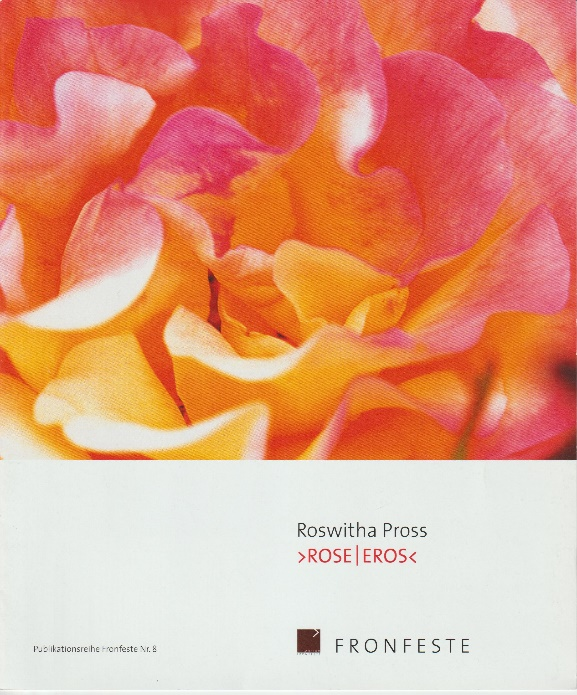 Roswitha Pross
>ROSE|EROS<
Publikationsreihe Fronfeste Nr. 8
FRONFESTE